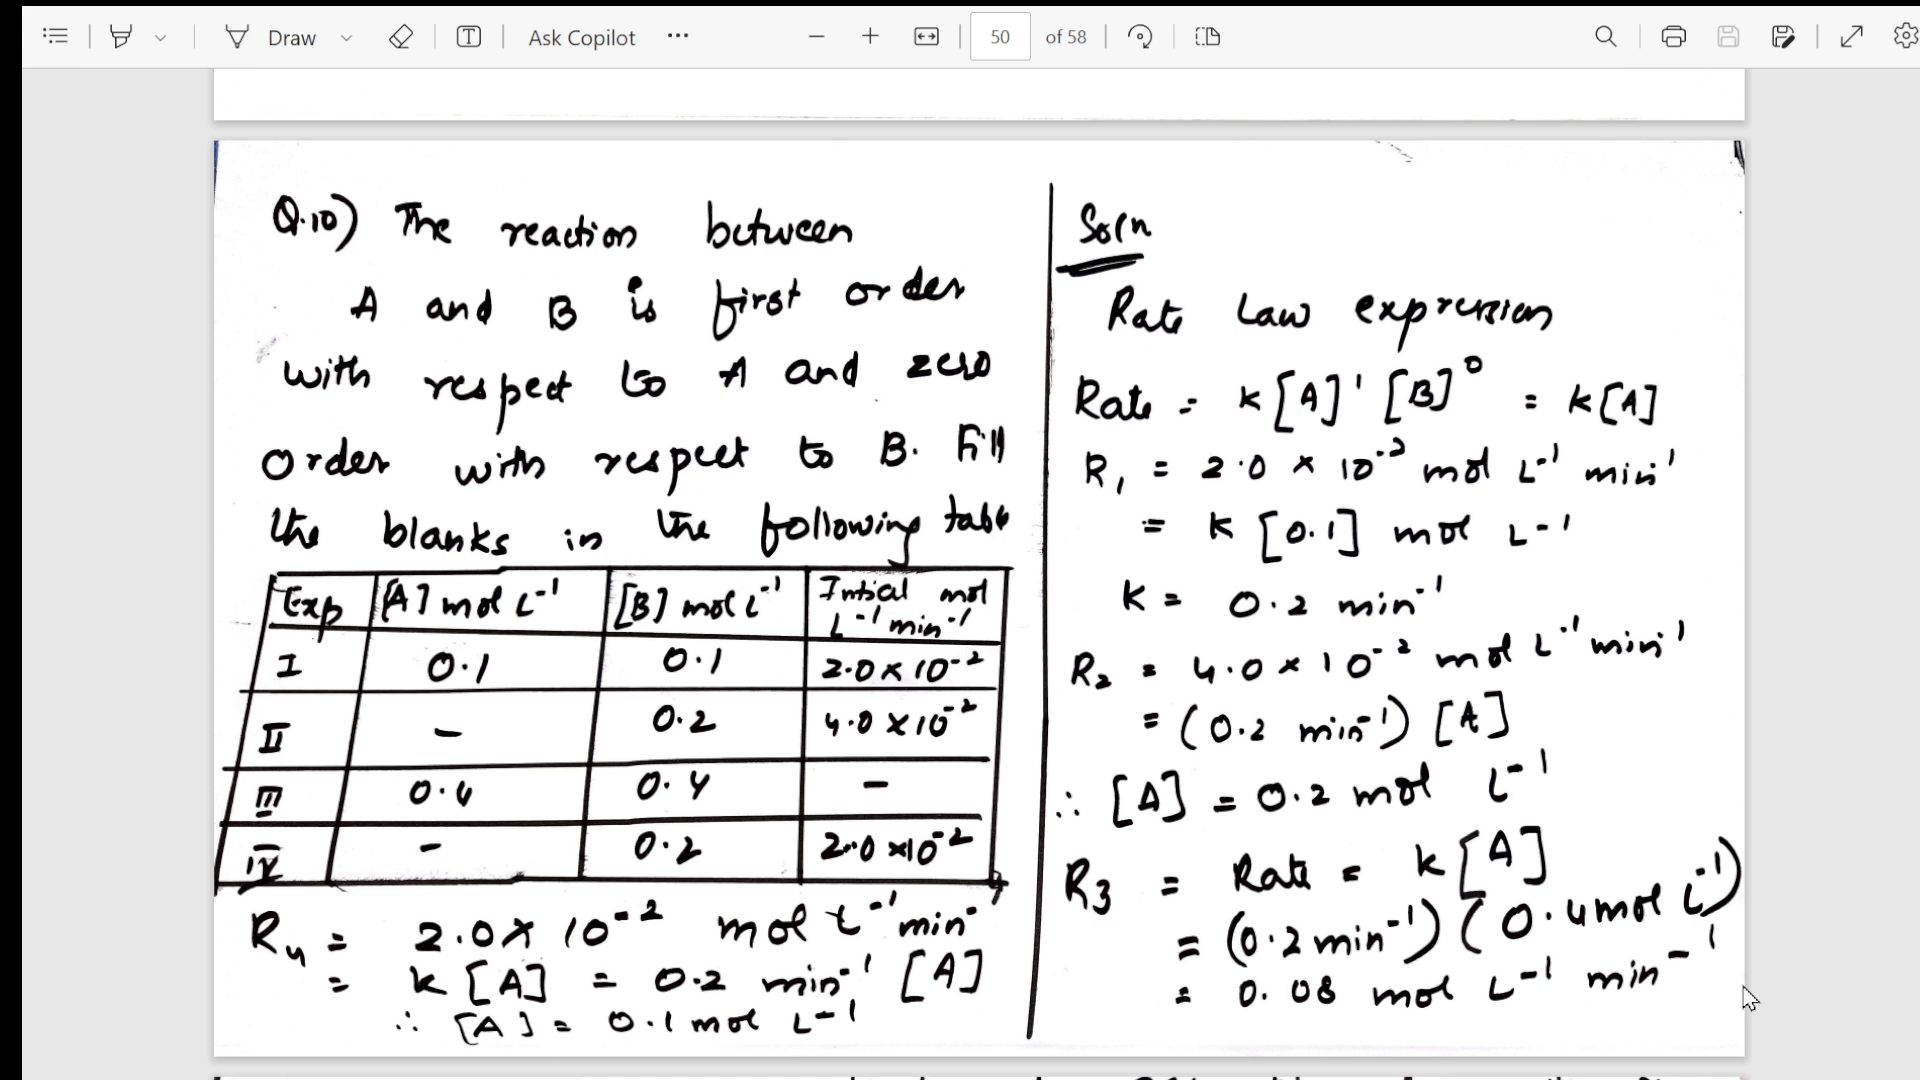 Draw
Ask Copilot
50 of 58
Q.10) The reaction between
A and B is first order
with respect to A and zero
order with respect to B. Fill
the blanks in the following table
Exp [A] mol L⁻¹ [B] mol L⁻¹ Intial mol L⁻¹ min⁻¹
I 0.1 0.1 2.0 × 10⁻²
II – 0.2 4.0 × 10⁻²
III 0.4 0.4 –
IV – 0.2 2.0 × 10⁻²
R₄ = 2.0 × 10⁻² mol L⁻¹ min⁻¹
= k [A] = 0.2 min⁻¹ [A]
∴ [A] = 0.1 mol L⁻¹
Soln
Rate Law expression
Rate = k [A]¹ [B]⁰ = k [A]
R₁ = 2.0 × 10⁻² mol L⁻¹ min⁻¹
= k [0.1] mol L⁻¹
K = 0.2 min⁻¹
R₂ = 4.0 × 10⁻² mol L⁻¹ min⁻¹
= (0.2 min⁻¹) [A]
∴ [A] = 0.2 mol L⁻¹
R₃ = Rate = k [A]
= (0.2 min⁻¹) (0.4 mol L⁻¹)
= 0.08 mol L⁻¹ min⁻¹